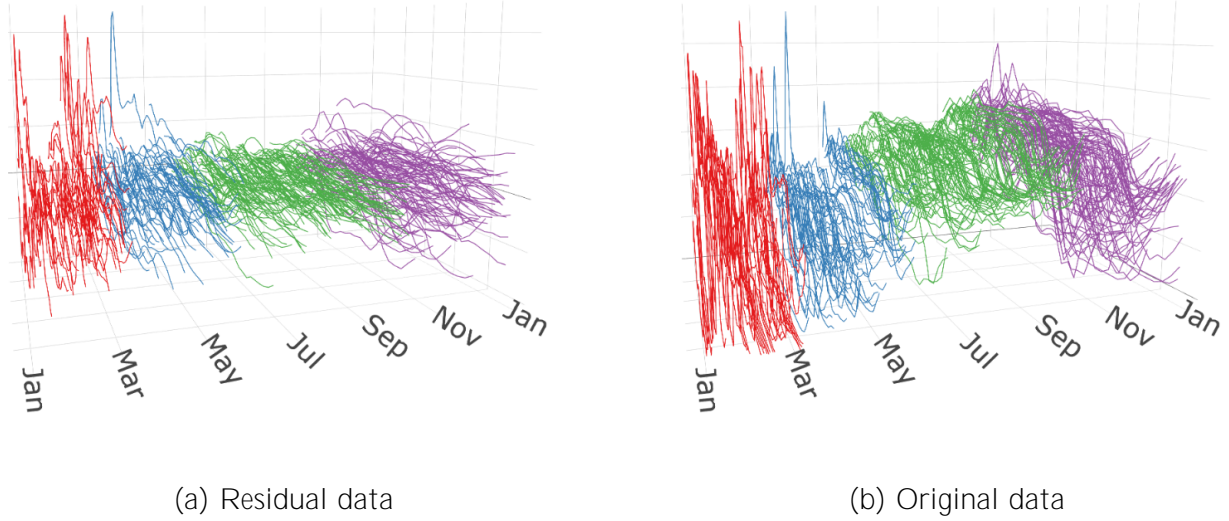 Jan
Mar
May
Jul
Sep
Nov
Jan
Jan
Mar
May
Jul
Sep
Nov
Jan
(a) Residual data
(b) Original data